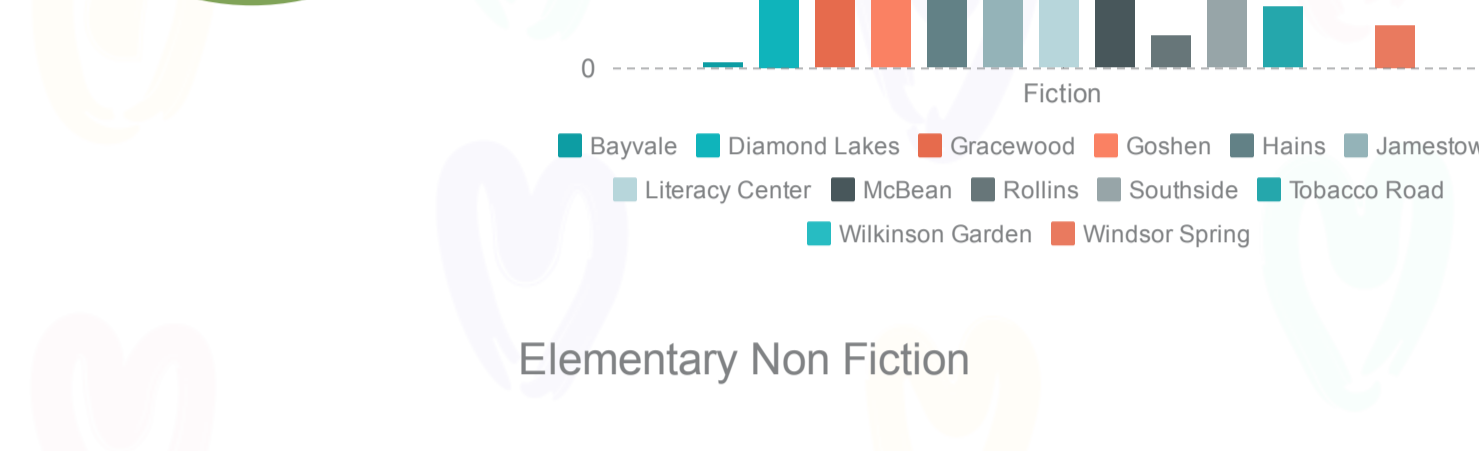 0
Fiction
Bayvale Diamond Lakes Gracewood Goshen Hains Jamestow
Literacy Center McBean Rollins Southside Tobacco Road
Wilkinson Garden Windsor Spring
Elementary Non Fiction